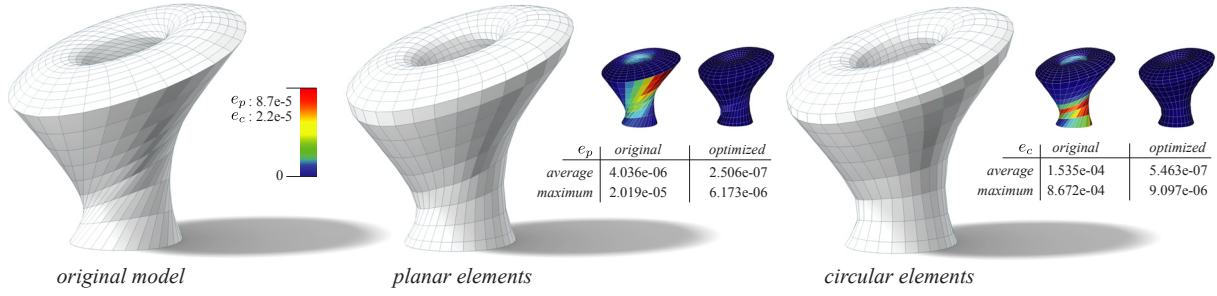 e_p : 8.7e-5
e_c : 2.2e-5
0
e_p original optimized
average 4.036e-06 2.506e-07
maximum 2.019e-05 6.173e-06
e_c original optimized
average 1.535e-04 5.463e-07
maximum 8.672e-04 9.097e-06
original model
planar elements
circular elements